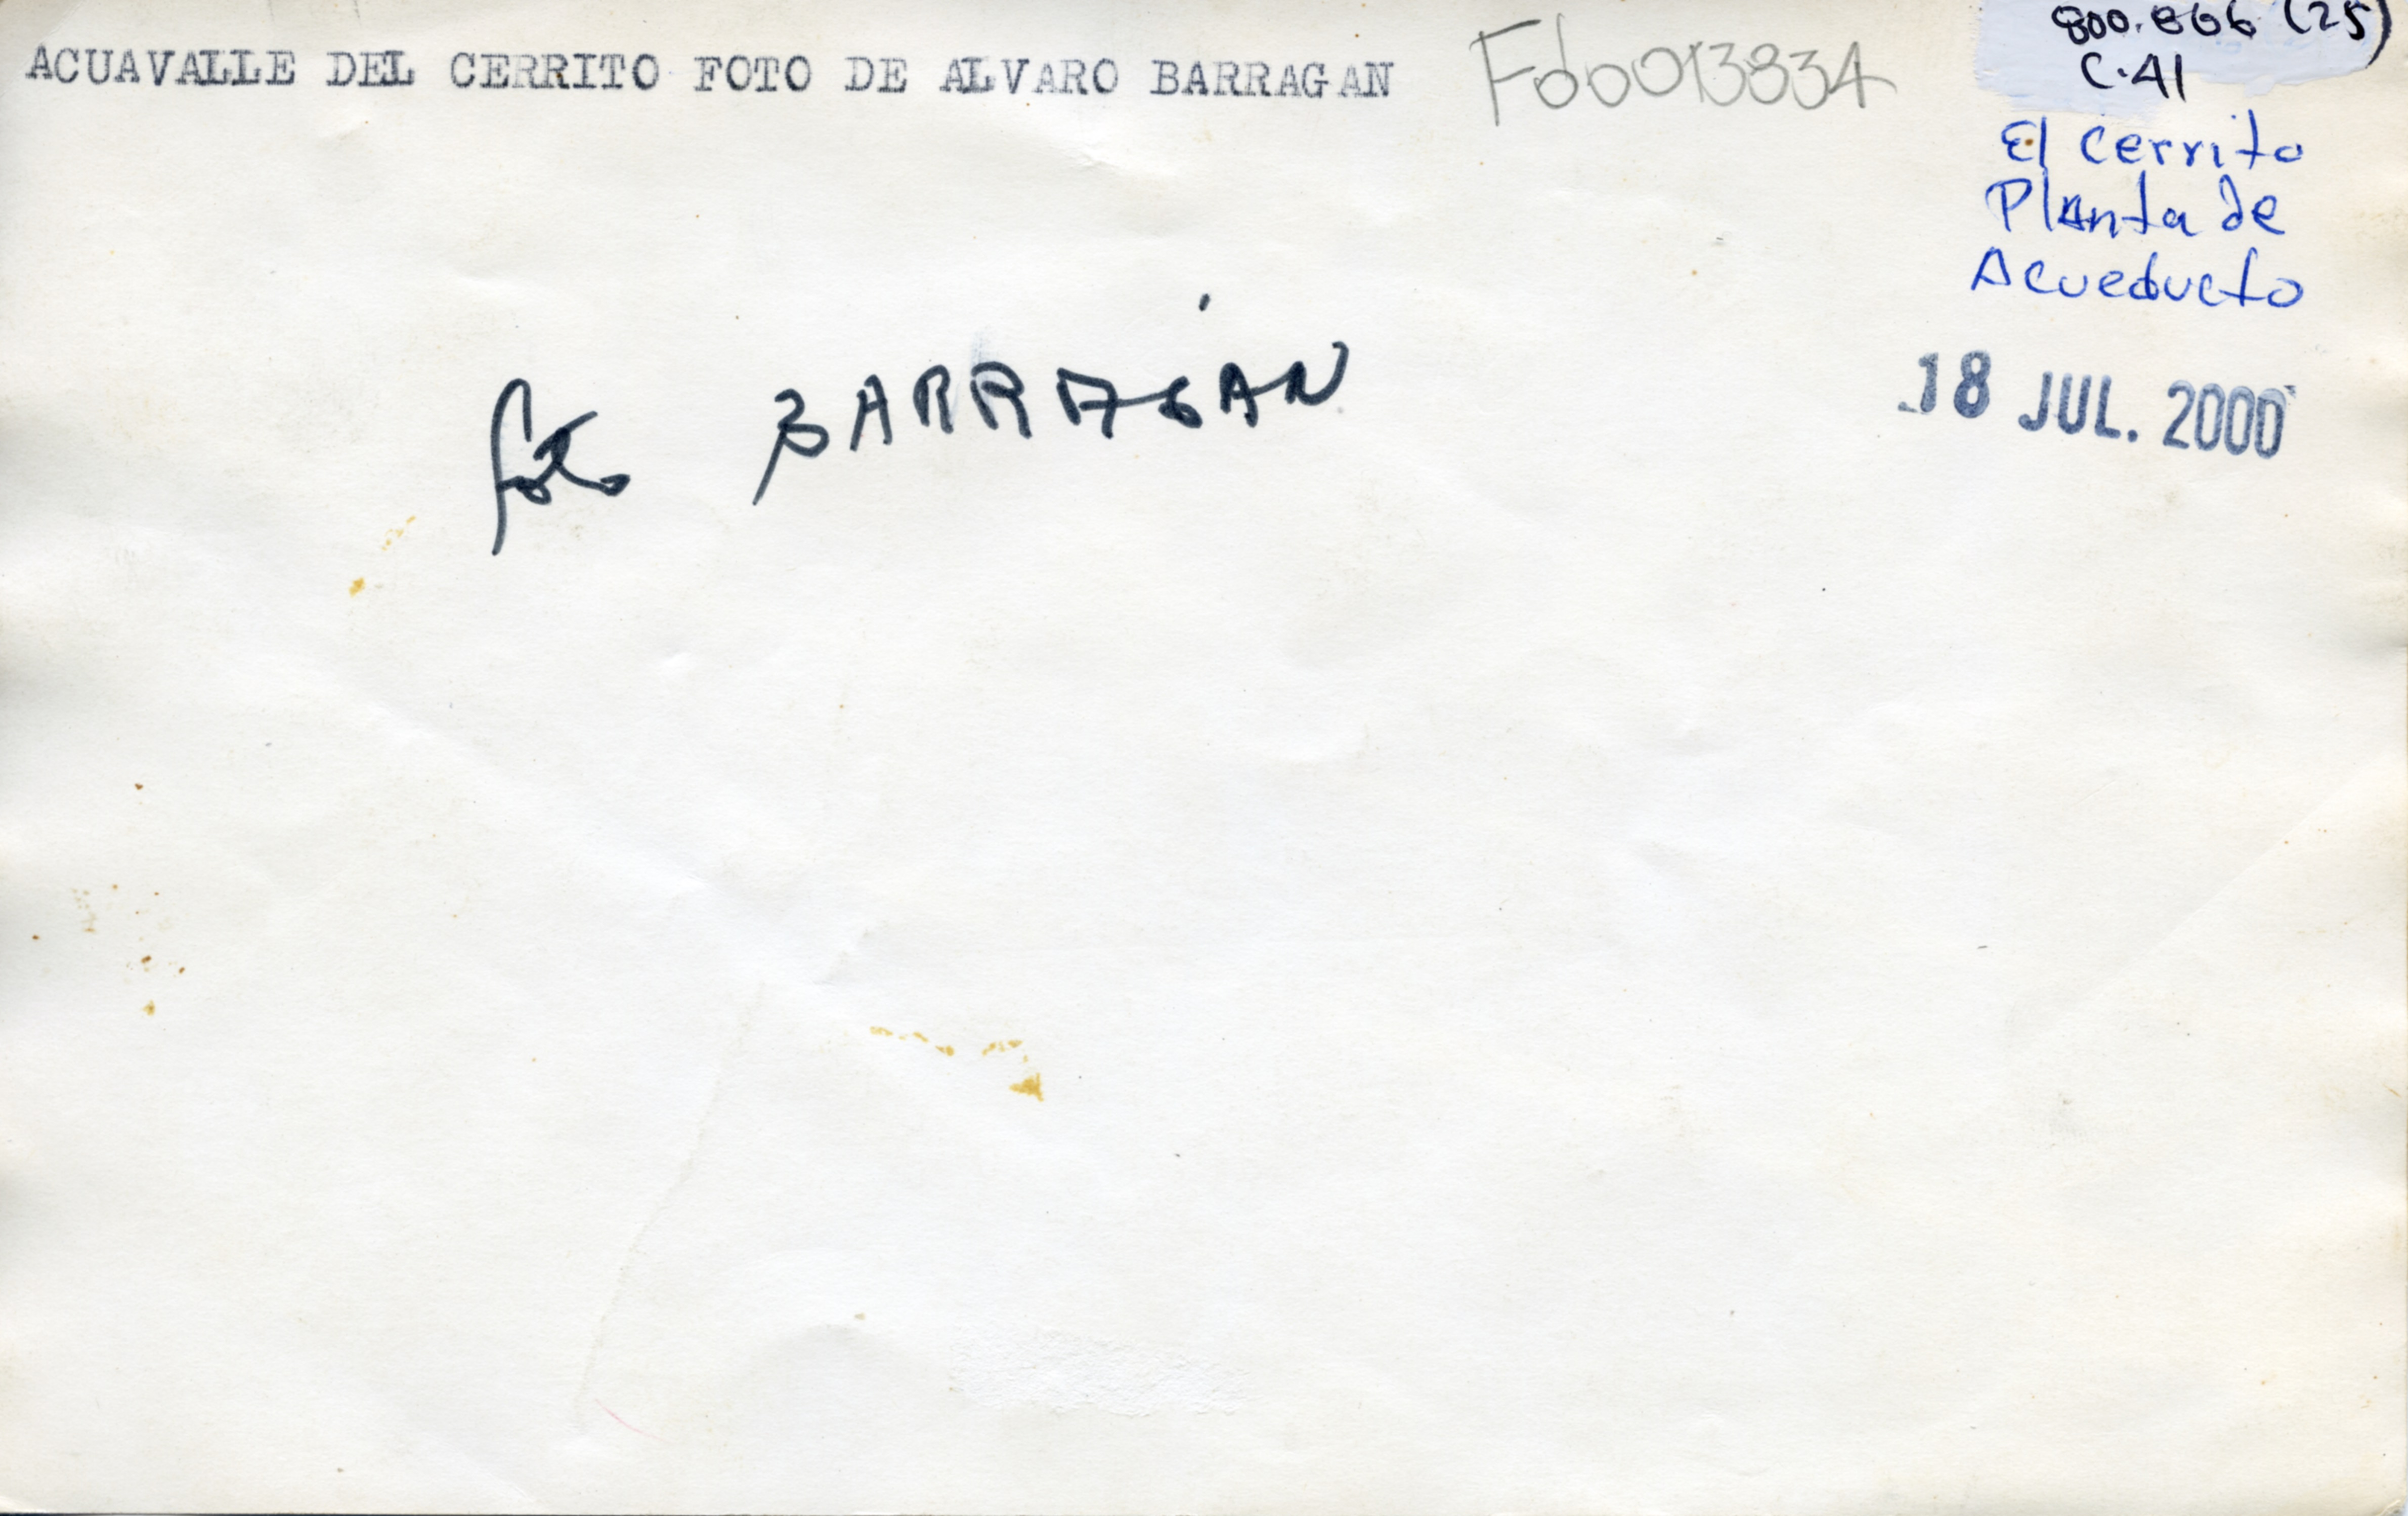 ACUAVALLE DEL CERRITO FOTO DE ALVARO BARRAGAN
Fd0013834
800.866 (25)
C.41
El Cerrito
Planta de
Acueducto
18 JUL. 2000
foto BARRAGÁN